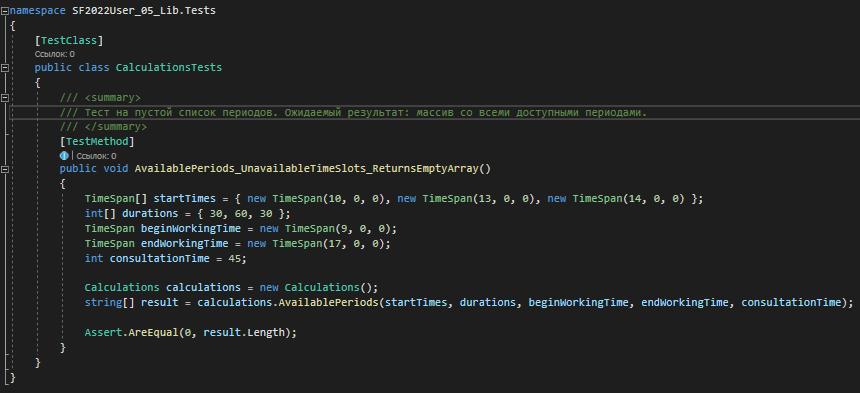 namespace SF2022User_05_Lib.Tests
{
[TestClass]
Ссылок: 0
public class CalculationsTests
{
/// <summary>
/// Тест на пустой список периодов. Ожидаемый результат: массив со всеми доступными периодами.
/// </summary>
[TestMethod]
| Ссылок: 0
public void AvailablePeriods_UnavailableTimeSlots_ReturnsEmptyArray()
{
TimeSpan[] startTimes = { new TimeSpan(10, 0, 0), new TimeSpan(13, 0, 0), new TimeSpan(14, 0, 0) };
int[] durations = { 30, 60, 30 };
TimeSpan beginWorkingTime = new TimeSpan(9, 0, 0);
TimeSpan endWorkingTime = new TimeSpan(17, 0, 0);
int consultationTime = 45;
Calculations calculations = new Calculations();
string[] result = calculations.AvailablePeriods(startTimes, durations, beginWorkingTime, endWorkingTime, consultationTime);
Assert.AreEqual(0, result.Length);
}
}
}